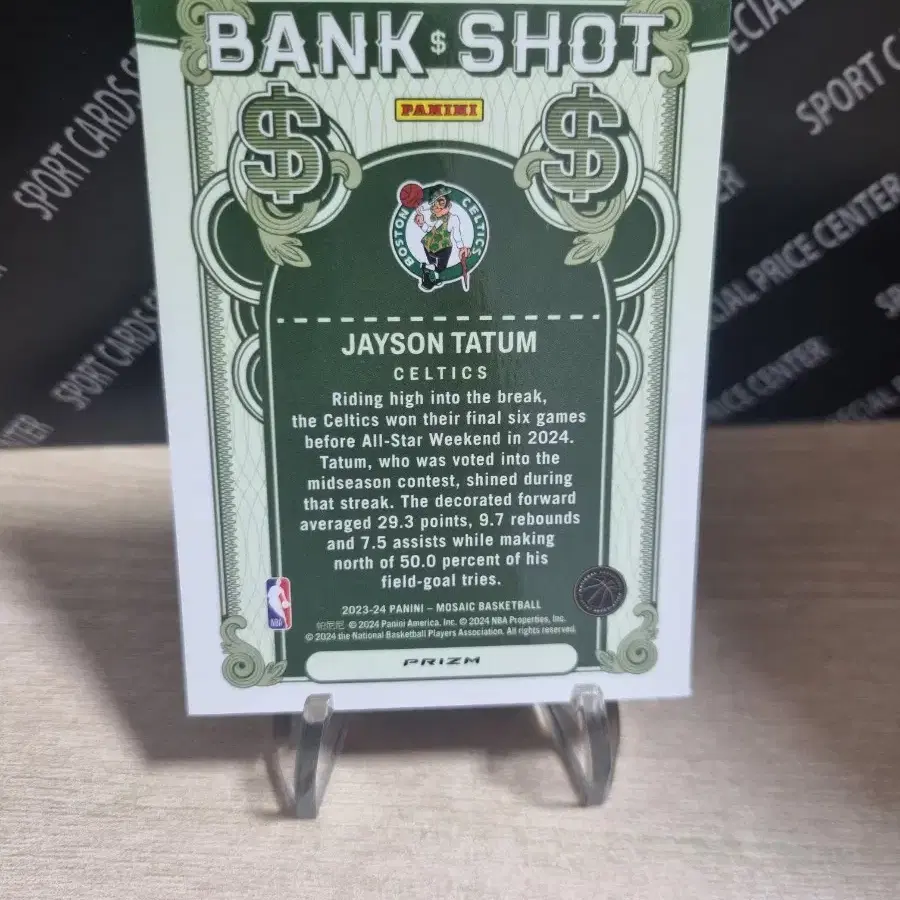 BANK $ SHOT
PANINI
$ $
BOSTON CELTICS
JAYSON TATUM
CELTICS
Riding high into the break,
the Celtics won their final six games
before All-Star Weekend in 2024.
Tatum, who was voted into the
midseason contest, shined during
that streak. The decorated forward
averaged 29.3 points, 9.7 rebounds
and 7.5 assists while making
north of 50.0 percent of his
field-goal tries.
NBA
2023-24 PANINI – MOSAIC BASKETBALL
帕尼尼 © 2024 Panini America, Inc. © 2024 NBA Properties, Inc.
© 2024 the National Basketball Players Association. All rights reserved.
PRIZM
SPORT CARDS
SPORT CARDS
SPORT
PRICE CENTER
PRICE CENTER